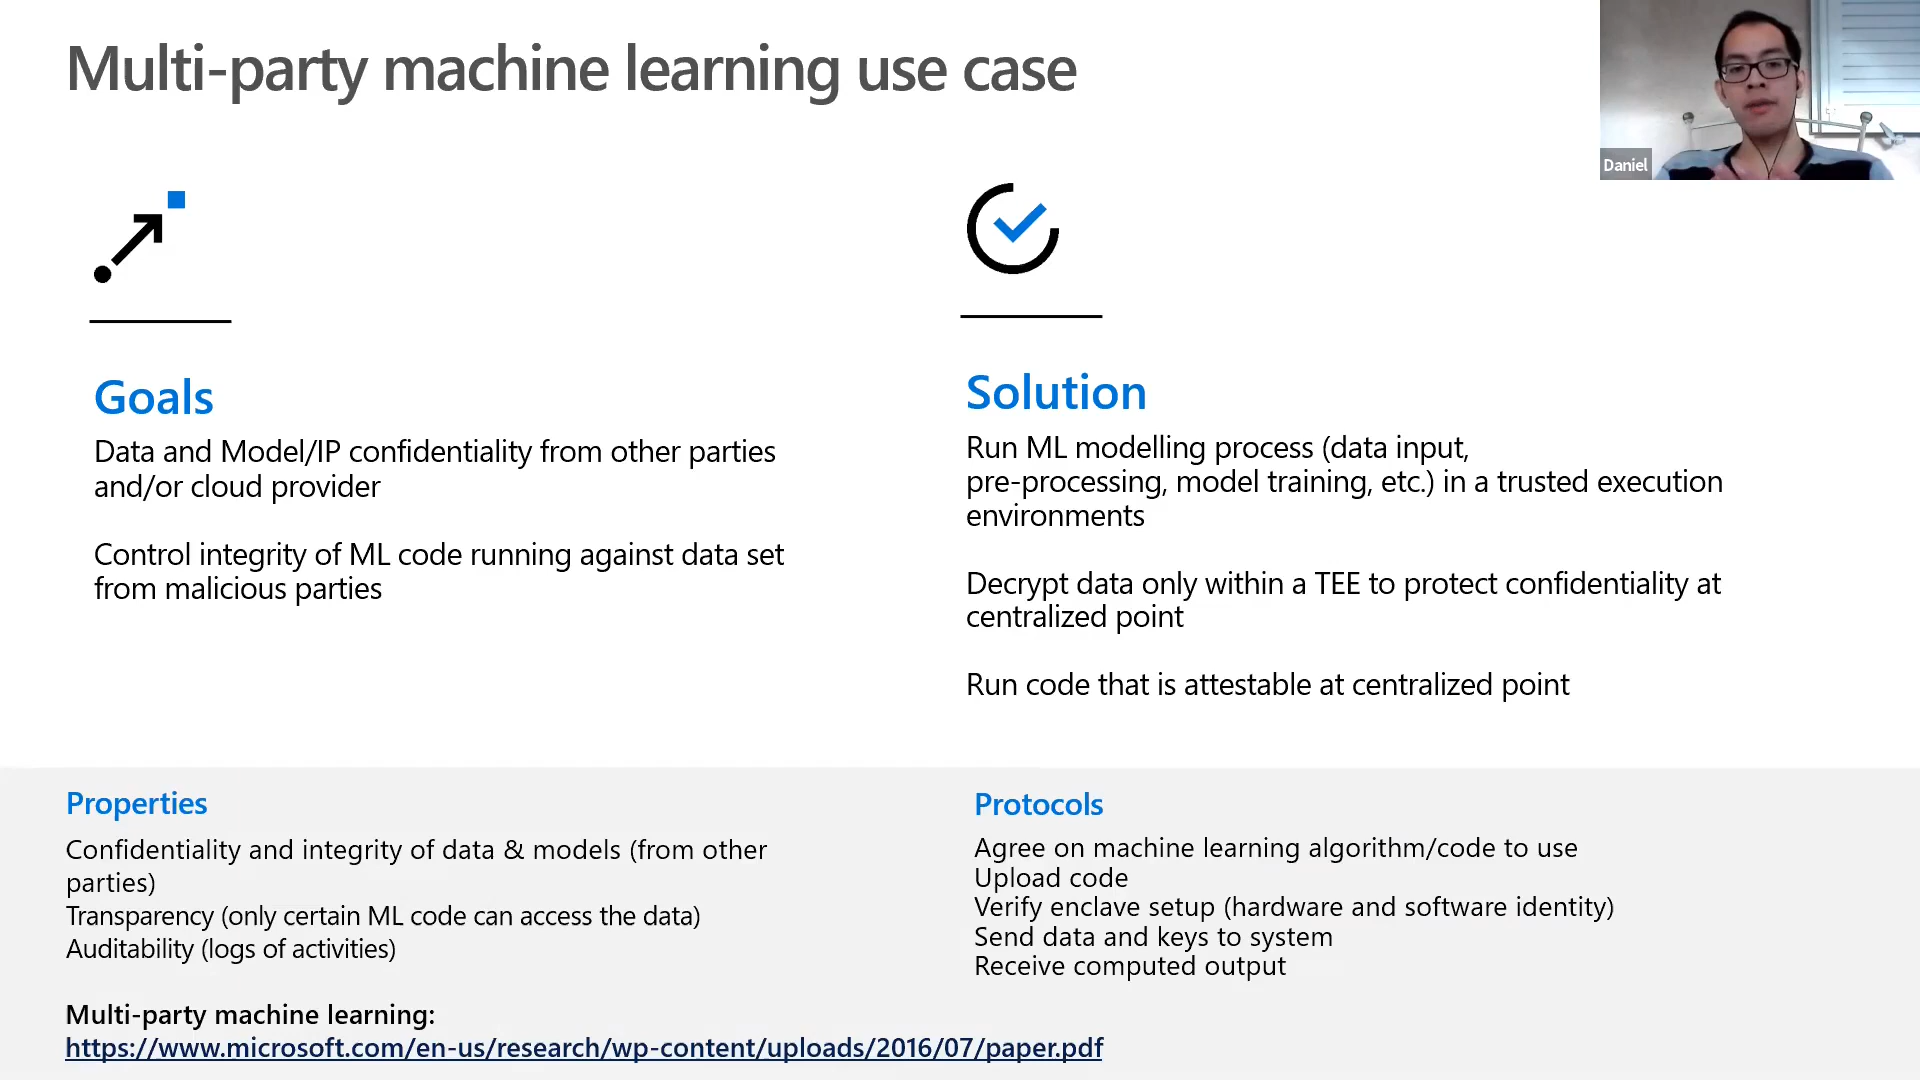 Multi-party machine learning use case
Daniel
Goals
Data and Model/IP confidentiality from other parties
and/or cloud provider
Control integrity of ML code running against data set
from malicious parties
Solution
Run ML modelling process (data input,
pre-processing, model training, etc.) in a trusted execution
environments
Decrypt data only within a TEE to protect confidentiality at
centralized point
Run code that is attestable at centralized point
Properties
Confidentiality and integrity of data & models (from other
parties)
Transparency (only certain ML code can access the data)
Auditability (logs of activities)
Multi-party machine learning:
https://www.microsoft.com/en-us/research/wp-content/uploads/2016/07/paper.pdf
Protocols
Agree on machine learning algorithm/code to use
Upload code
Verify enclave setup (hardware and software identity)
Send data and keys to system
Receive computed output